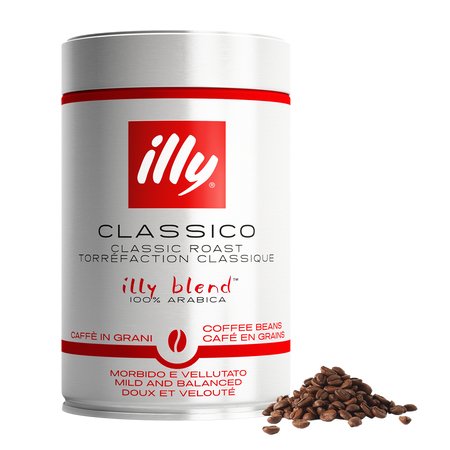 illy®
CLASSICO
CLASSIC ROAST
TORRÉFACTION CLASSIQUE
illy blend™
100% ARABICA
CAFFÈ IN GRANI
COFFEE BEANS
CAFÉ EN GRAINS
MORBIDO E VELLUTATO
MILD AND BALANCED
DOUX ET VELOUTÉ